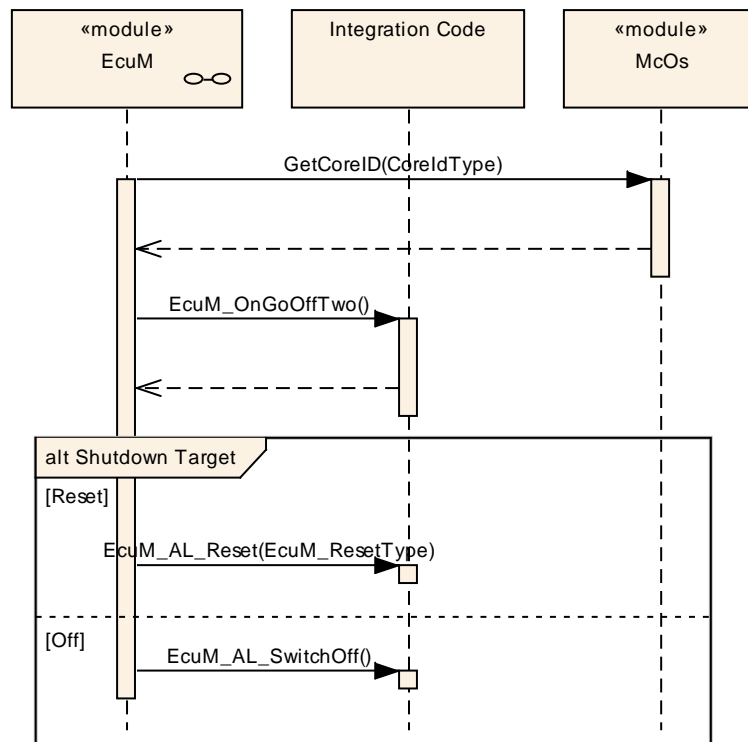 «module»
EcuM
Integration Code
«module»
McOs
GetCoreID(CoreIdType)
EcuM_OnGoOffTwo()
alt Shutdown Target
[Reset]
EcuM_AL_Reset(EcuM_ResetType)
[Off]
EcuM_AL_SwitchOff()